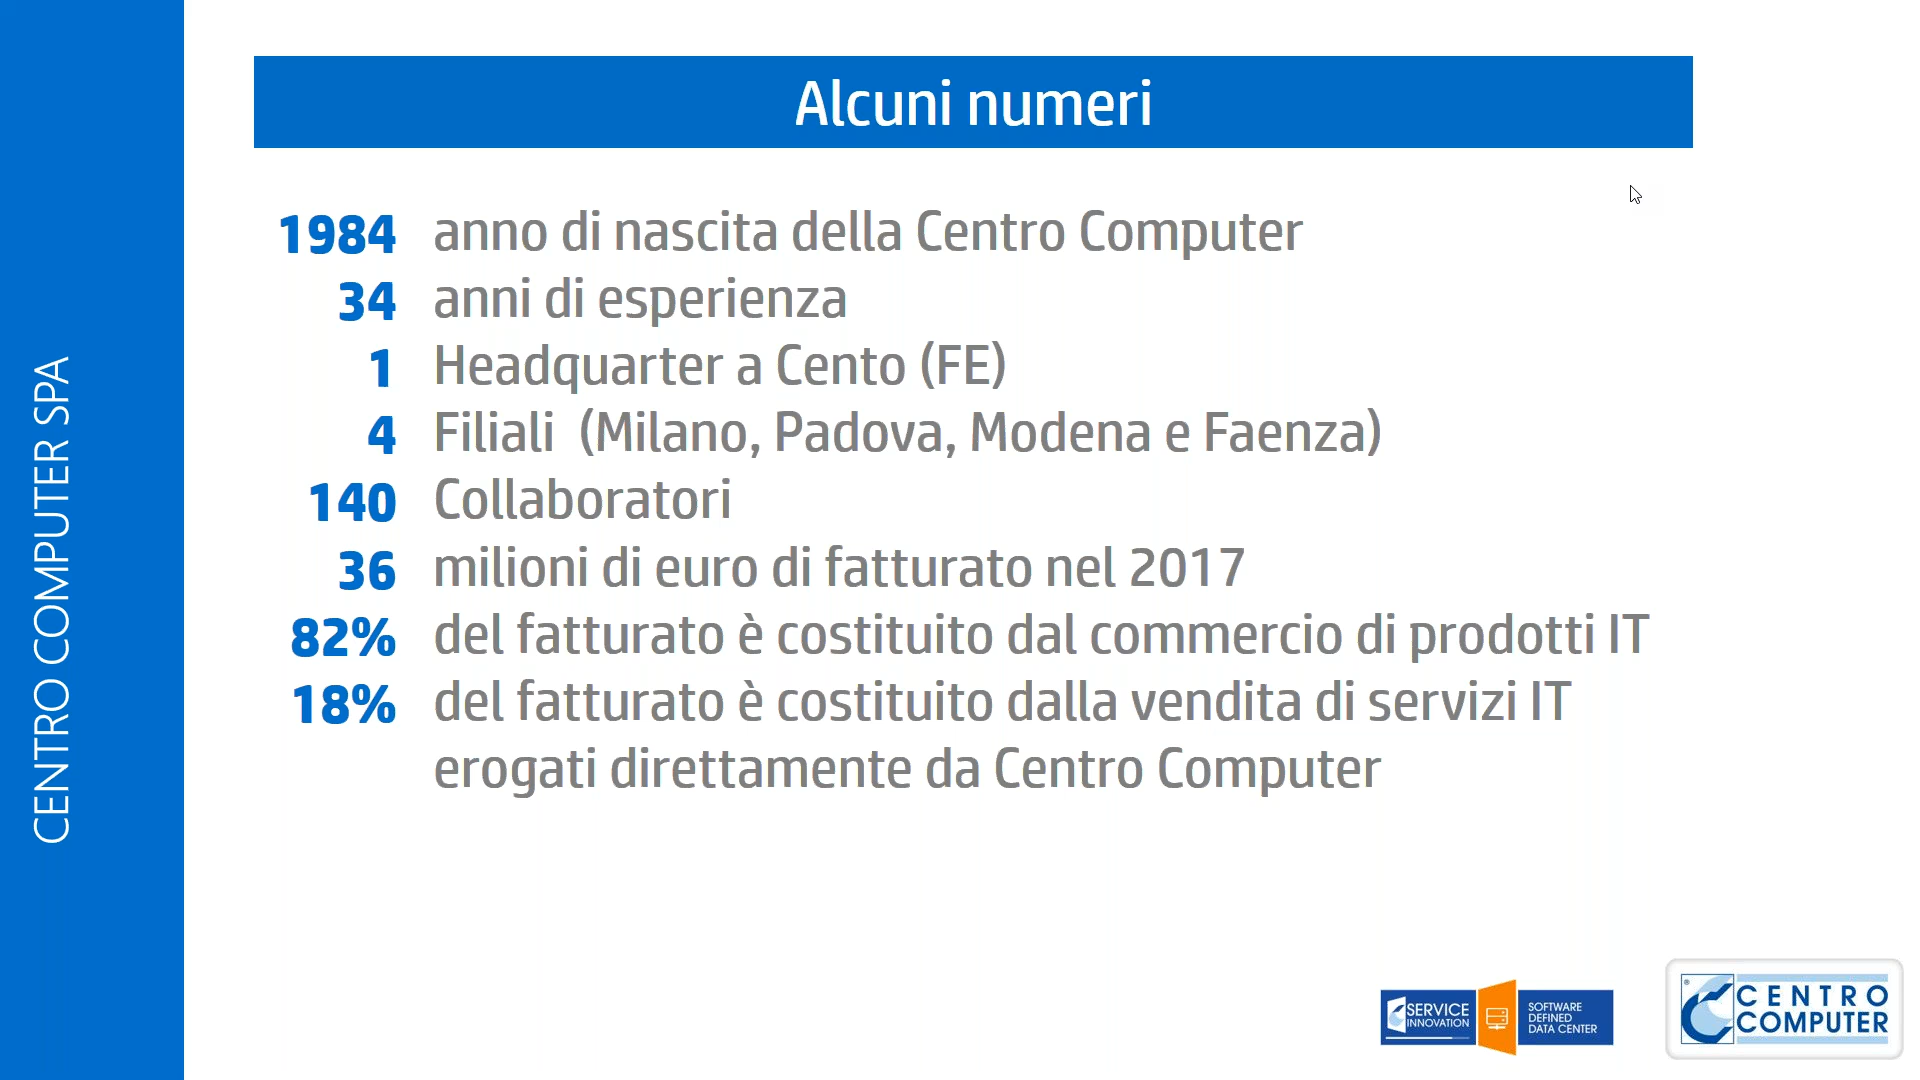 Alcuni numeri
1984 anno di nascita della Centro Computer
34 anni di esperienza
1 Headquarter a Cento (FE)
4 Filiali (Milano, Padova, Modena e Faenza)
140 Collaboratori
36 milioni di euro di fatturato nel 2017
82% del fatturato è costituito dal commercio di prodotti IT
18% del fatturato è costituito dalla vendita di servizi IT
erogati direttamente da Centro Computer
CENTRO COMPUTER SPA
SERVICE
INNOVATION
SOFTWARE
DEFINED
DATA CENTER
®
CENTRO
COMPUTER